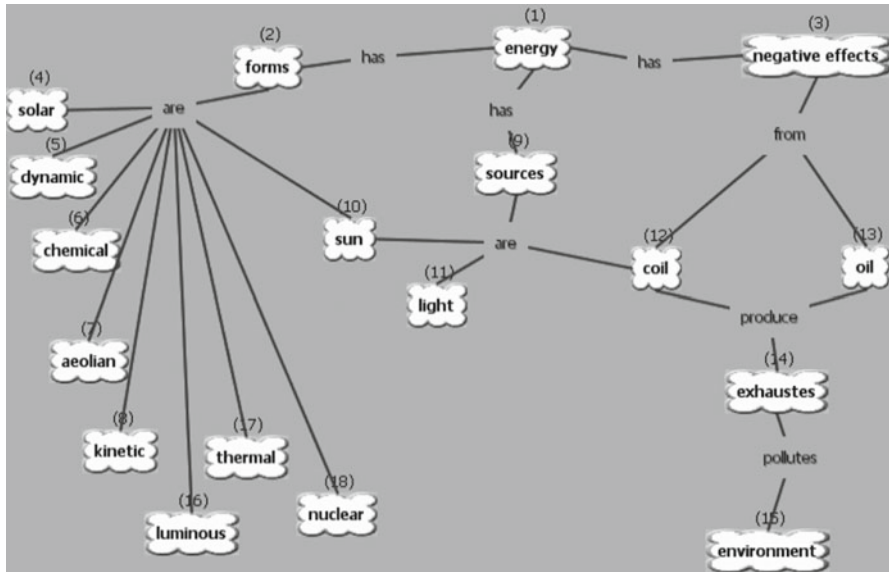 (1)
energy
(2)
forms
has
has
(3)
negative effects
(4)
solar
are
has
from
(5)
dynamic
(9)
sources
(6)
chemical
(10)
sun
are
(11)
light
(12)
coil
(13)
oil
produce
(7)
aeolian
(14)
exhaustes
(8)
kinetic
(17)
thermal
pollutes
(16)
luminous
(18)
nuclear
(15)
environment